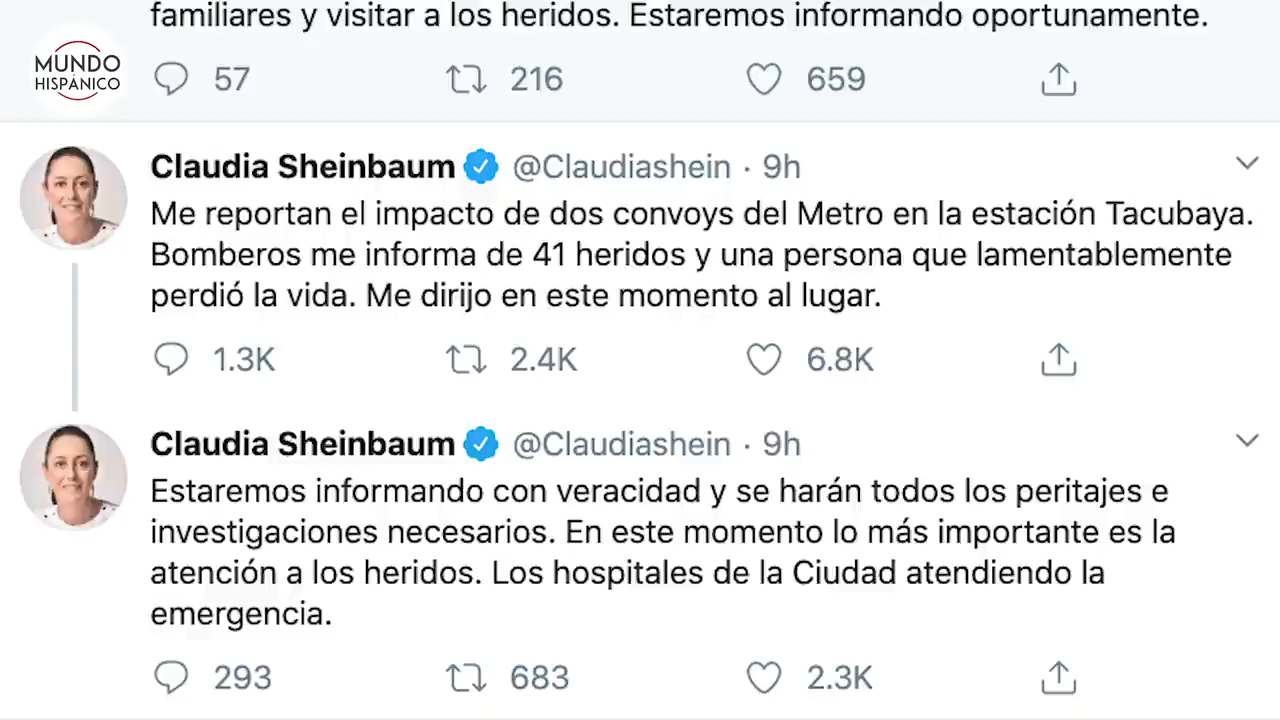 familiares y visitar a los heridos. Estaremos informando oportunamente.
MUNDO
HISPÁNICO
57 216 659
Claudia Sheinbaum @Claudiashein · 9h
Me reportan el impacto de dos convoys del Metro en la estación Tacubaya.
Bomberos me informa de 41 heridos y una persona que lamentablemente
perdió la vida. Me dirijo en este momento al lugar.
1.3K 2.4K 6.8K
Claudia Sheinbaum @Claudiashein · 9h
Estaremos informando con veracidad y se harán todos los peritajes e
investigaciones necesarios. En este momento lo más importante es la
atención a los heridos. Los hospitales de la Ciudad atendiendo la
emergencia.
293 683 2.3K